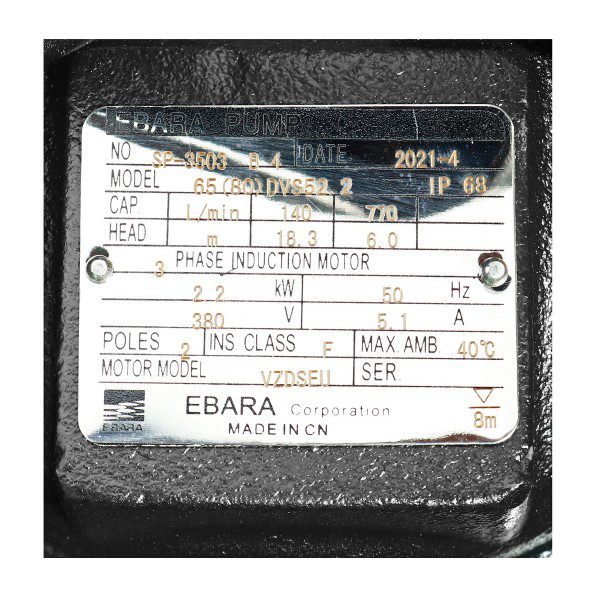 EBARA PUMP
NO SP-3503 B-4 DATE 2021-4
MODEL 65(80)DVS52.2 IP 68
CAP. L/min 140 770
HEAD m 18.3 6.0
3 PHASE INDUCTION MOTOR
2.2 kW 50 Hz
380 V 5.1 A
POLES 2 INS. CLASS F MAX. AMB. 40℃
MOTOR MODEL VZDSEU SER.
EBARA EBARA Corporation
MADE IN CN 8m